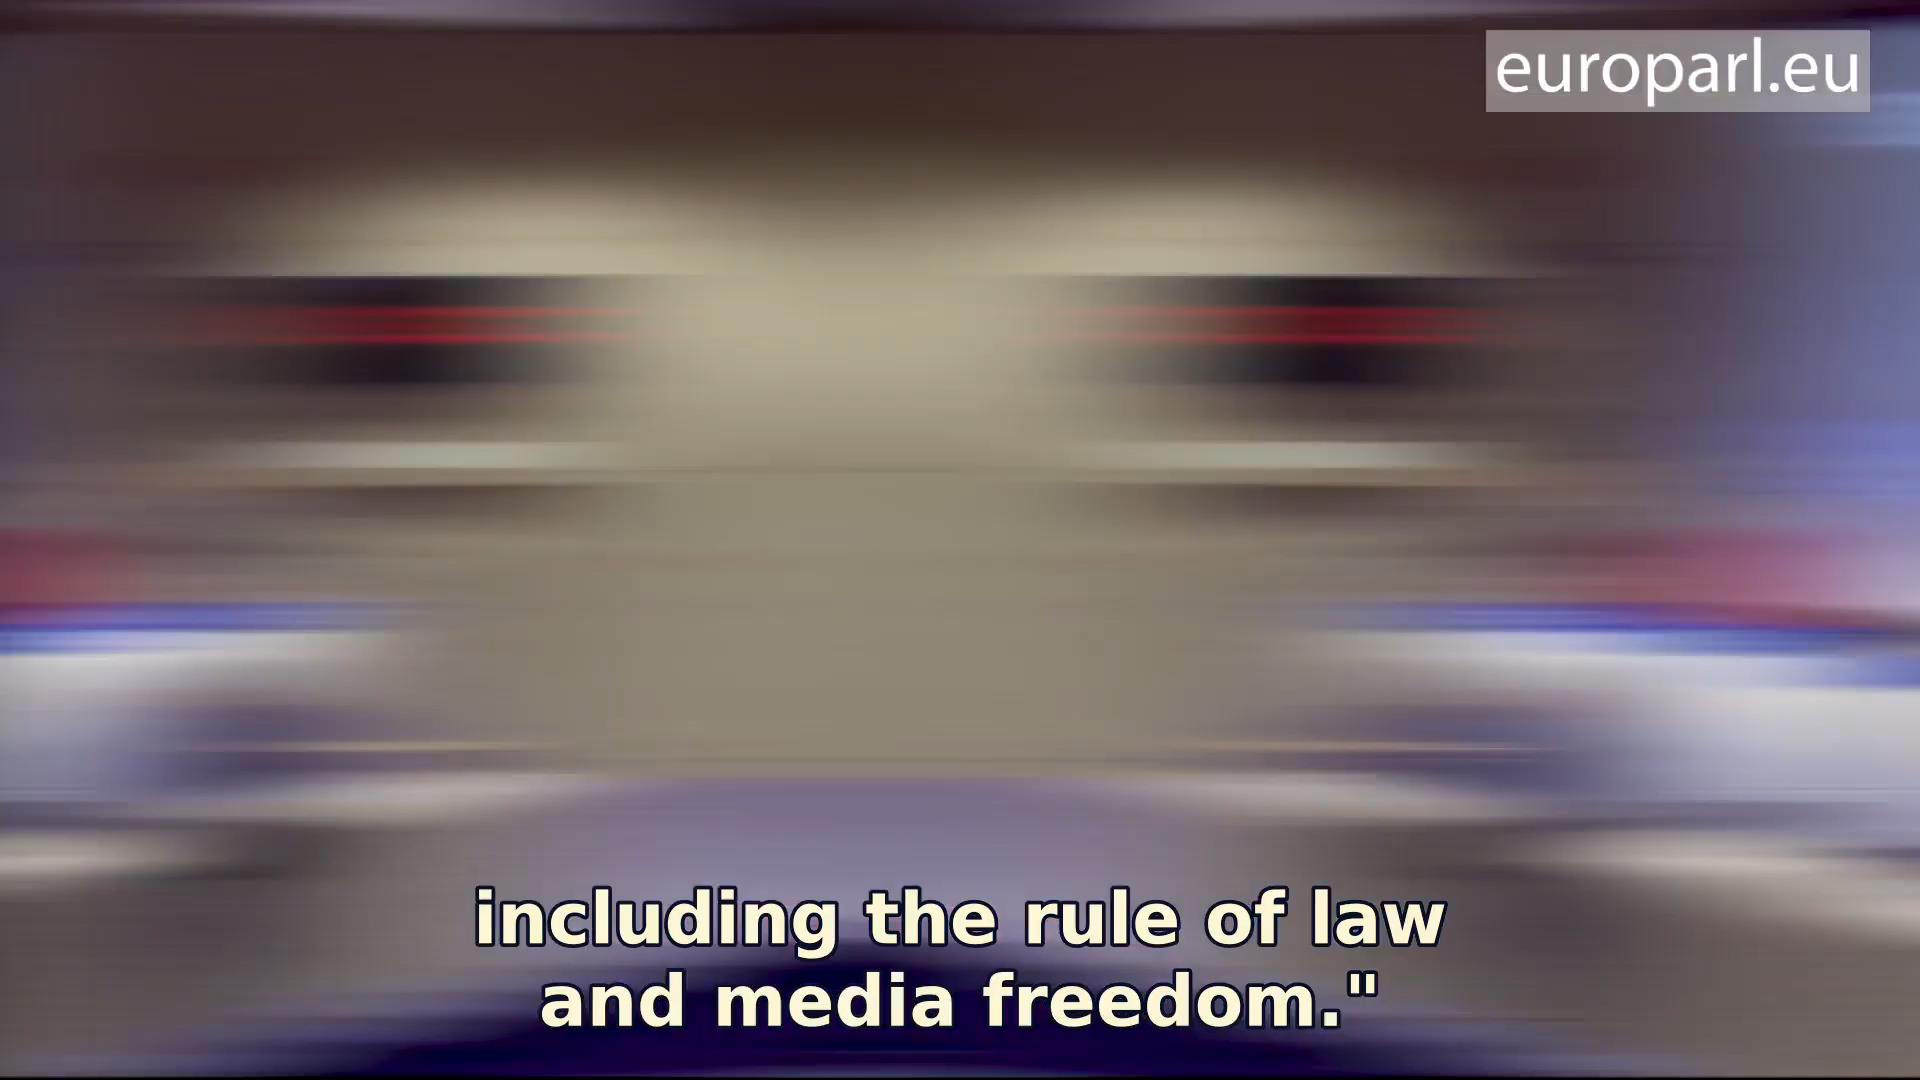 europarl.eu
including the rule of law
and media freedom."